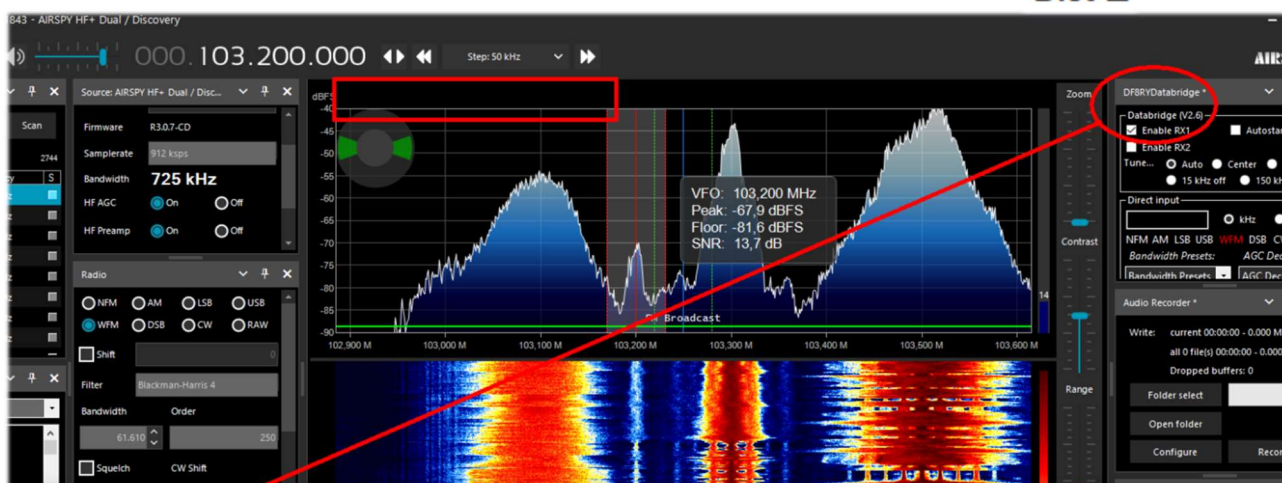 843 - AIRSPY HF+ Dual / Discovery
000.103.200.000
Step: 50 kHz
Scan
2744
cy S
Source: AIRSPY HF+ Dual / Disc...
Firmware R3.0.7-CD
Samplerate 912 ksps
Bandwidth 725 kHz
HF AGC On Off
HF Preamp On Off
Radio
NFM AM LSB USB
WFM DSB CW RAW
Shift 0
Filter Blackman-Harris 4
Bandwidth Order
61.610 250
Squelch CW Shift
dBFS
-40
-45
-50
-55
-60
-65
-70
-75
-80
-85
-90
VFO: 103,200 MHz
Peak: -67,9 dBFS
Floor: -81,6 dBFS
SNR: 13,7 dB
Broadcast
14
102,900 M 103,000 M 103,100 M 103,200 M 103,300 M 103,400 M 103,500 M 103,600 M
Zoom
Contrast
Range
DF8RYDatabridge *
Databridge (V2.6)
Enable RX1 Autostar
Enable RX2
Tune... Auto Center
15 kHz off 150 kH
Direct input
kHz
NFM AM LSB USB WFM DSB C
Bandwidth Presets: AGC Dec
Bandwidth Presets AGC Dec
Audio Recorder *
Write: current 00:00:00 - 0.000 M
all 0 file(s) 00:00:00 - 0.000
Dropped buffers: 0
Folder select
Open folder
Configure Recor